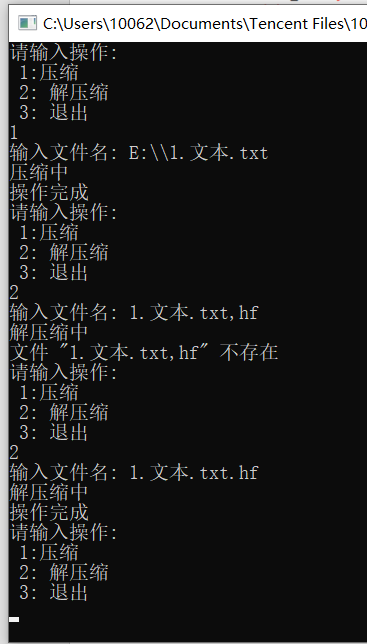 C:\Users\10062\Documents\Tencent Files\10
请输入操作:
1:压缩
2: 解压缩
3: 退出
1
输入文件名: E:\\1.文本.txt
压缩中
操作完成
请输入操作:
1:压缩
2: 解压缩
3: 退出
2
输入文件名: 1.文本.txt,hf
解压缩中
文件 "1.文本.txt,hf" 不存在
请输入操作:
1:压缩
2: 解压缩
3: 退出
2
输入文件名: 1.文本.txt.hf
解压缩中
操作完成
请输入操作:
1:压缩
2: 解压缩
3: 退出